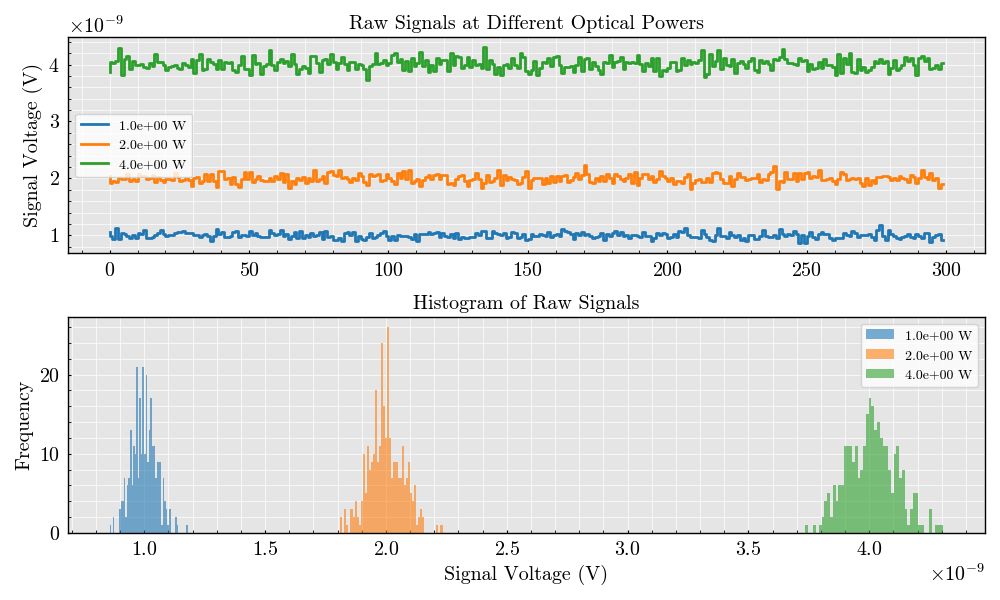 Raw Signals at Different Optical Powers
×10⁻⁹
Signal Voltage (V)
4
3
2
1
1.0e+00 W
2.0e+00 W
4.0e+00 W
0 50 100 150 200 250 300
Histogram of Raw Signals
Frequency
20
10
0
1.0e+00 W
2.0e+00 W
4.0e+00 W
1.0 1.5 2.0 2.5 3.0 3.5 4.0
Signal Voltage (V)
×10⁻⁹